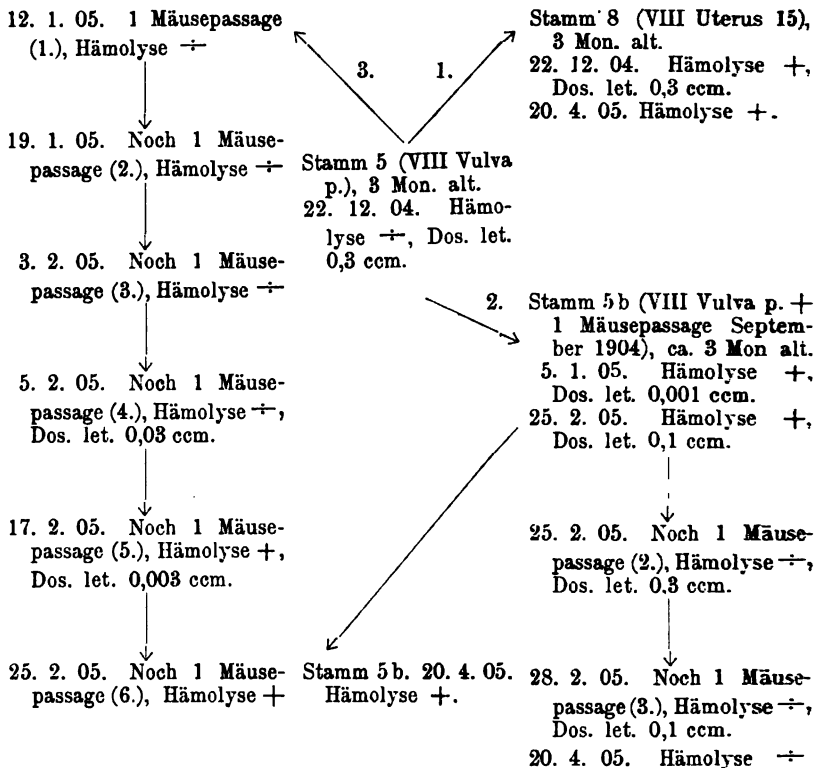 12. 1. 05. 1 Mäusepassage
(1.), Hämolyse ÷
19. 1. 05. Noch 1 Mäuse-
passage (2.), Hämolyse ÷
3. 2. 05. Noch 1 Mäuse-
passage (3.), Hämolyse ÷
5. 2. 05. Noch 1 Mäuse-
passage (4.), Hämolyse ÷,
Dos. let. 0,03 ccm.
17. 2. 05. Noch 1 Mäuse-
passage (5.), Hämolyse +,
Dos. let. 0,003 ccm.
25. 2. 05. Noch 1 Mäuse-
passage (6.), Hämolyse +
3. 1.
Stamm 5 (VIII Vulva
p.), 3 Mon. alt.
22. 12. 04. Hämo-
lyse ÷, Dos. let.
0,3 ccm.
2.
Stamm 5b. 20. 4. 05.
Hämolyse +.
Stamm 8 (VIII Uterus 15),
3 Mon. alt.
22. 12. 04. Hämolyse +,
Dos. let. 0,3 ccm.
20. 4. 05. Hämolyse +.
Stamm 5b (VIII Vulva p. +
1 Mäusepassage Septem-
ber 1904), ca. 3 Mon alt.
5. 1. 05. Hämolyse +,
Dos. let. 0,001 ccm.
25. 2. 05. Hämolyse +,
Dos. let. 0,1 ccm.
25. 2. 05. Noch 1 Mäuse-
passage (2.), Hämolyse ÷,
Dos. let. 0,3 ccm.
28. 2. 05. Noch 1 Mäuse-
passage (3.), Hämolyse ÷,
Dos. let. 0,1 ccm.
20. 4. 05. Hämolyse ÷